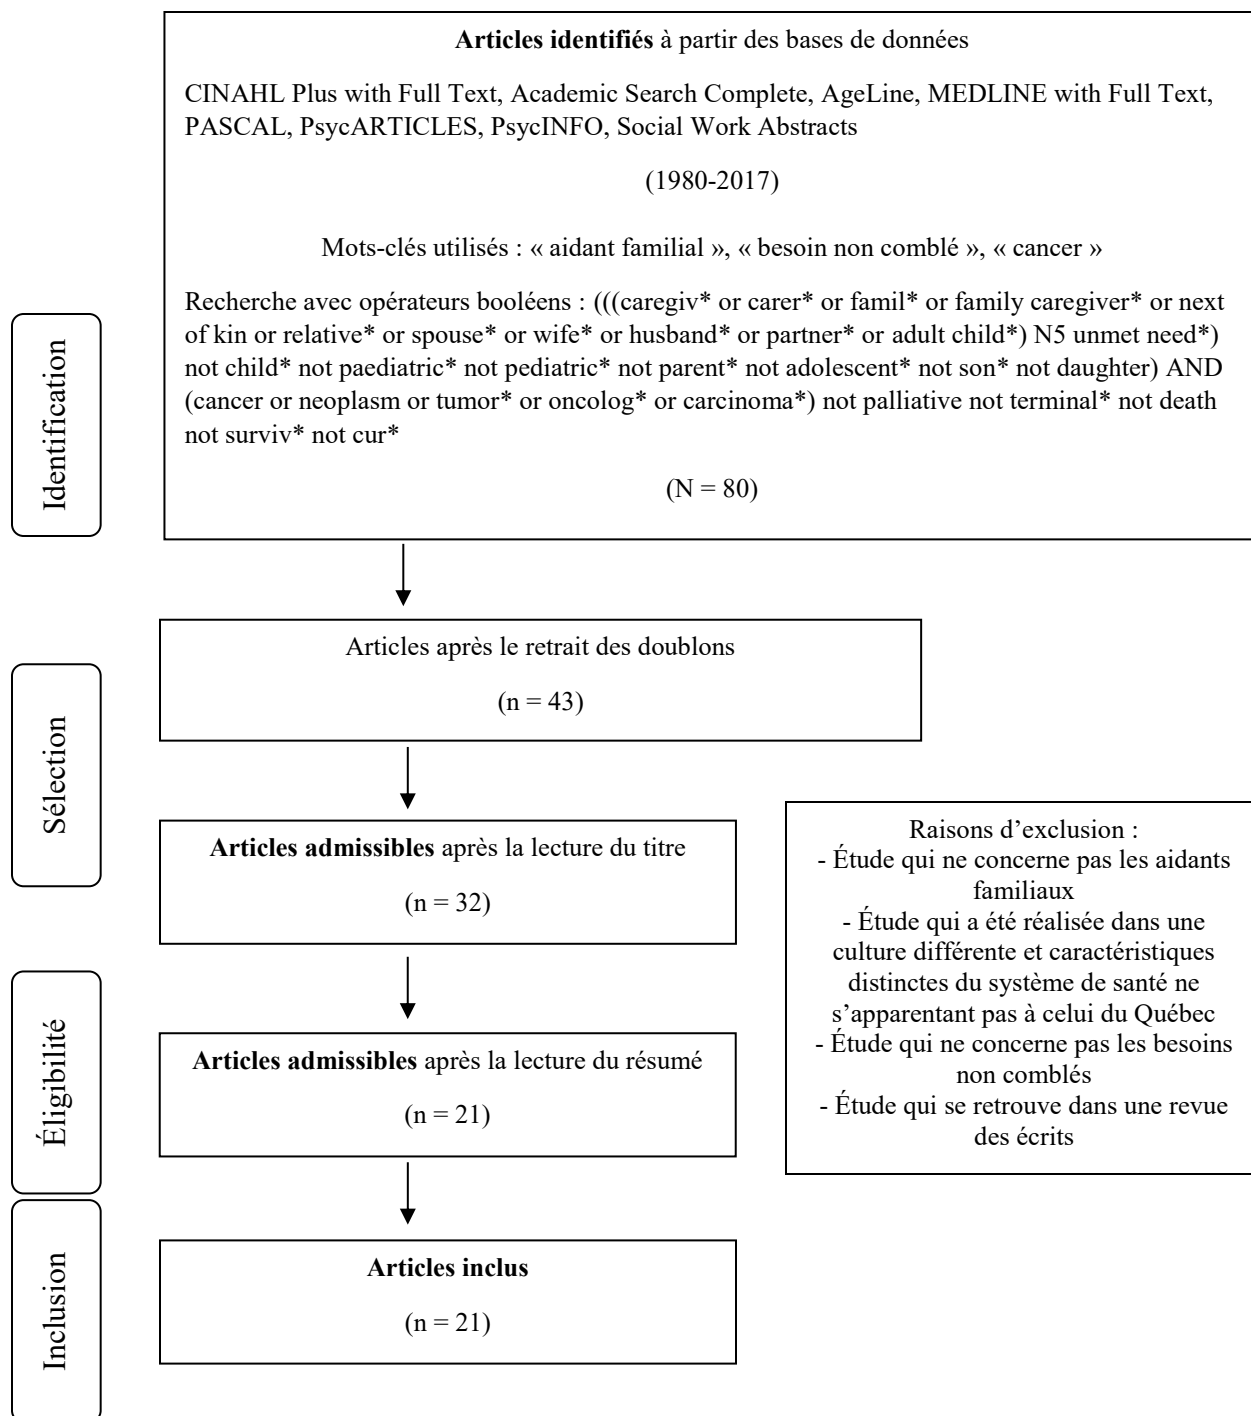 Articles identifiés à partir des bases de données
CINAHL Plus with Full Text, Academic Search Complete, AgeLine, MEDLINE with Full Text,
PASCAL, PsycARTICLES, PsycINFO, Social Work Abstracts
(1980-2017)
Mots-clés utilisés : « aidant familial », « besoin non comblé », « cancer »
Recherche avec opérateurs booléens : (((caregiv* or carer* or famil* or family caregiver* or next
of kin or relative* or spouse* or wife* or husband* or partner* or adult child*) N5 unmet need*)
not child* not paediatric* not pediatric* not parent* not adolescent* not son* not daughter) AND
(cancer or neoplasm or tumor* or oncolog* or carcinoma*) not palliative not terminal* not death
not surviv* not cur*
(N = 80)
Identification
Articles après le retrait des doublons
(n = 43)
Sélection
Articles admissibles après la lecture du titre
(n = 32)
Raisons d’exclusion :
- Étude qui ne concerne pas les aidants
familiaux
- Étude qui a été réalisée dans une
culture différente et caractéristiques
distinctes du système de santé ne
s’apparentant pas à celui du Québec
- Étude qui ne concerne pas les besoins
non comblés
- Étude qui se retrouve dans une revue
des écrits
Éligibilité
Articles admissibles après la lecture du résumé
(n = 21)
Inclusion
Articles inclus
(n = 21)